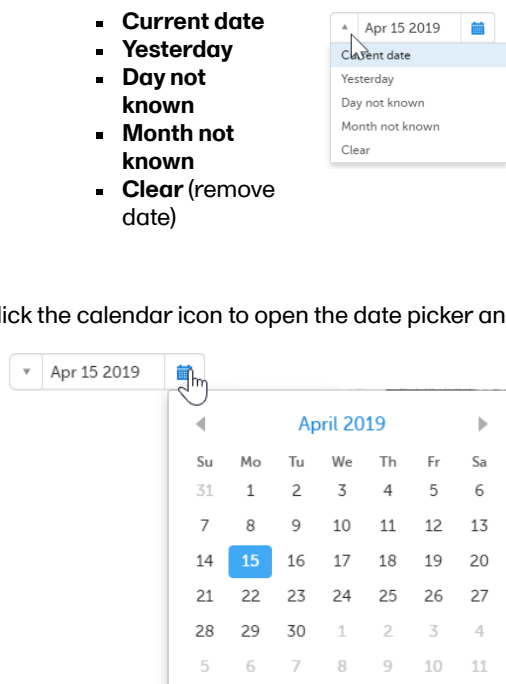 Current date
Yesterday
Day not
known
Month not
known
Clear (remove
date)
Apr 15 2019
Current date
Yesterday
Day not known
Month not known
Clear
lick the calendar icon to open the date picker an
Apr 15 2019
April 2019
Su Mo Tu We Th Fr Sa
31 1 2 3 4 5 6
7 8 9 10 11 12 13
14 15 16 17 18 19 20
21 22 23 24 25 26 27
28 29 30 1 2 3 4
5 6 7 8 9 10 11